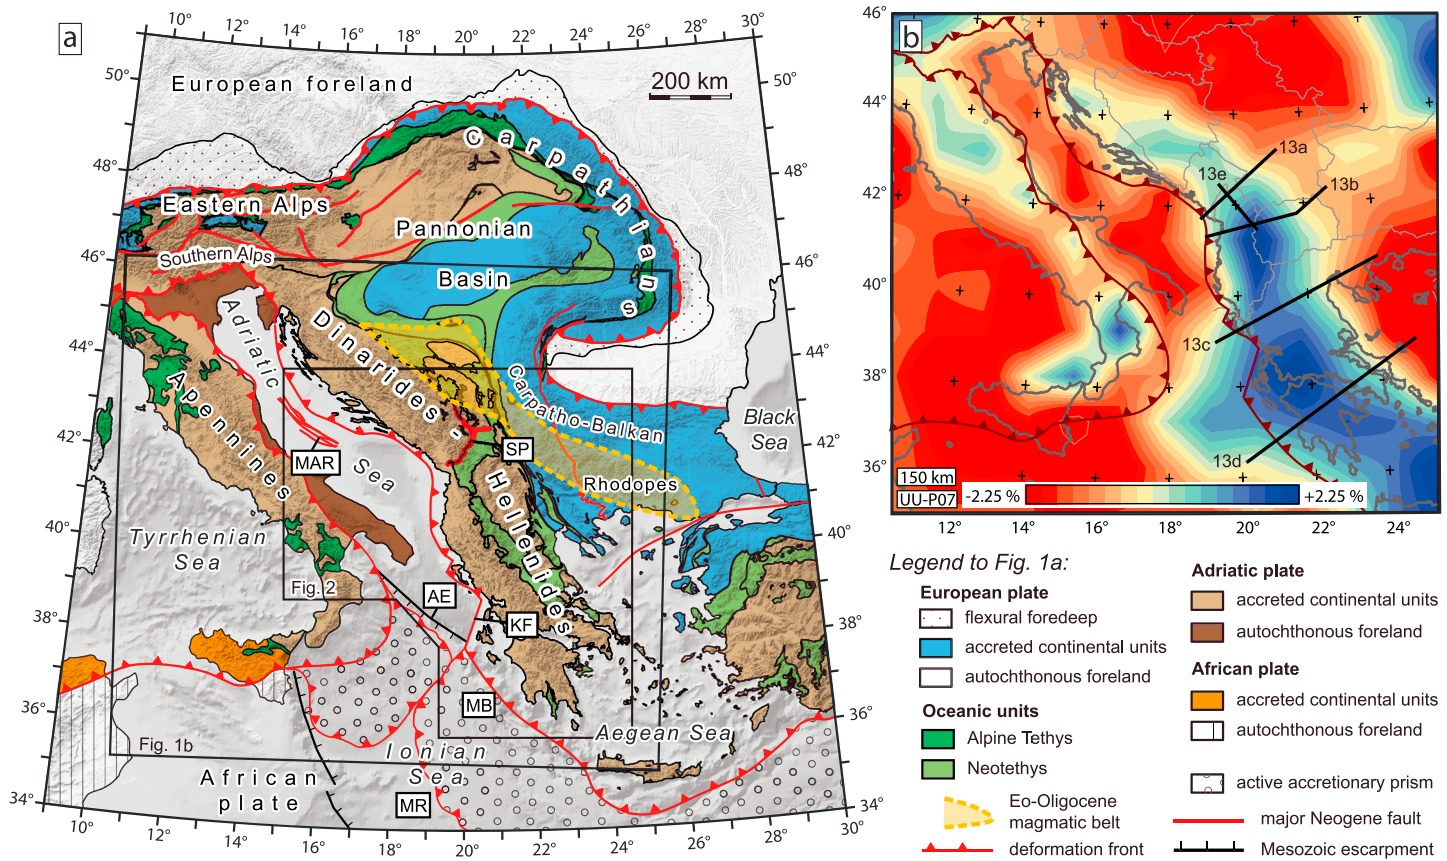 a
10°
12°
14°
16°
18°
20°
22°
24°
26°
28°
50°
48°
46°
44°
42°
40°
38°
36°
34°
50°
48°
46°
44°
42°
40°
38°
36°
34°
10°
12°
14°
16°
18°
20°
22°
24°
26°
28°
30°
European foreland
200 km
Carpathians
Eastern Alps
Pannonian
Basin
Southern Alps
Adriatic
Sea
Dinarides -
Hellenides
Apennines
Carpatho-Balkan
Rhodopes
Black
Sea
MAR
SP
Tyrrhenian
Sea
Fig. 2
AE
KF
MB
Aegean Sea
Ionian
Sea
Fig. 1b
African
plate
MR
b
46°
44°
42°
40°
38°
36°
13a
13e
13b
13c
13d
150 km
UU-P07
-2.25 %
+2.25 %
12°
14°
16°
18°
20°
22°
24°
Legend to Fig. 1a:
European plate
flexural foredeep
accreted continental units
autochthonous foreland
Oceanic units
Alpine Tethys
Neotethys
Eo-Oligocene
magmatic belt
deformation front
Adriatic plate
accreted continental units
autochthonous foreland
African plate
accreted continental units
autochthonous foreland
active accretionary prism
major Neogene fault
Mesozoic escarpment